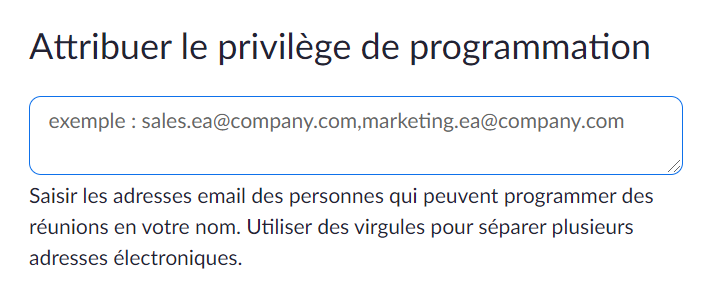 Attribuer le privilège de programmation
exemple : sales.ea@company.com,marketing.ea@company.com
Saisir les adresses email des personnes qui peuvent programmer des
réunions en votre nom. Utiliser des virgules pour séparer plusieurs
adresses électroniques.